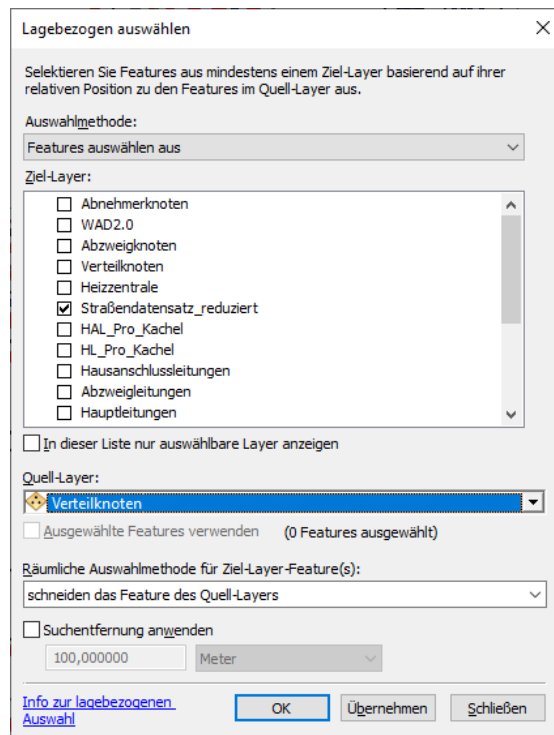 Lagebezogen auswählen
Selektieren Sie Features aus mindestens einem Ziel-Layer basierend auf ihrer
relativen Position zu den Features im Quell-Layer aus.
Auswahlmethode:
Features auswählen aus
Ziel-Layer:
Abnehmerknoten
WAD2.0
Abzweigknoten
Verteilknoten
Heizzentrale
Straßendatensatz_reduziert
HAL_Pro_Kachel
HL_Pro_Kachel
Hausanschlussleitungen
Abzweigleitungen
Hauptleitungen
In dieser Liste nur auswählbare Layer anzeigen
Quell-Layer:
Verteilknoten
Ausgewählte Features verwenden (0 Features ausgewählt)
Räumliche Auswahlmethode für Ziel-Layer-Feature(s):
schneiden das Feature des Quell-Layers
Suchentfernung anwenden
100,000000 Meter
Info zur lagebezogenen
Auswahl
OK Übernehmen Schließen